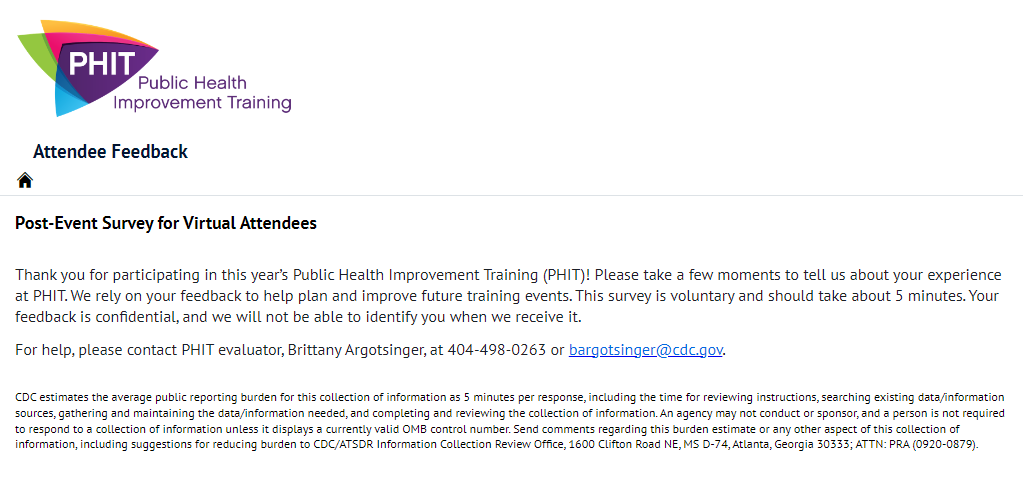 PHIT
Public Health
Improvement Training
Attendee Feedback
Post-Event Survey for Virtual Attendees
Thank you for participating in this year's Public Health Improvement Training (PHIT)! Please take a few moments to tell us about your experience
at PHIT. We rely on your feedback to help plan and improve future training events. This survey is voluntary and should take about 5 minutes. Your
feedback is confidential, and we will not be able to identify you when we receive it.
For help, please contact PHIT evaluator, Brittany Argotsinger, at 404-498-0263 or bargotsinger@cdc.gov.
CDC estimates the average public reporting burden for this collection of information as 5 minutes per response, including the time for reviewing instructions, searching existing data/information
sources, gathering and maintaining the data/information needed, and completing and reviewing the collection of information. An agency may not conduct or sponsor, and a person is not required
to respond to a collection of information unless it displays a currently valid OMB control number. Send comments regarding this burden estimate or any other aspect of this collection of
information, including suggestions for reducing burden to CDC/ATSDR Information Collection Review Office, 1600 Clifton Road NE, MS D-74, Atlanta, Georgia 30333; ATTN: PRA (0920-0879).